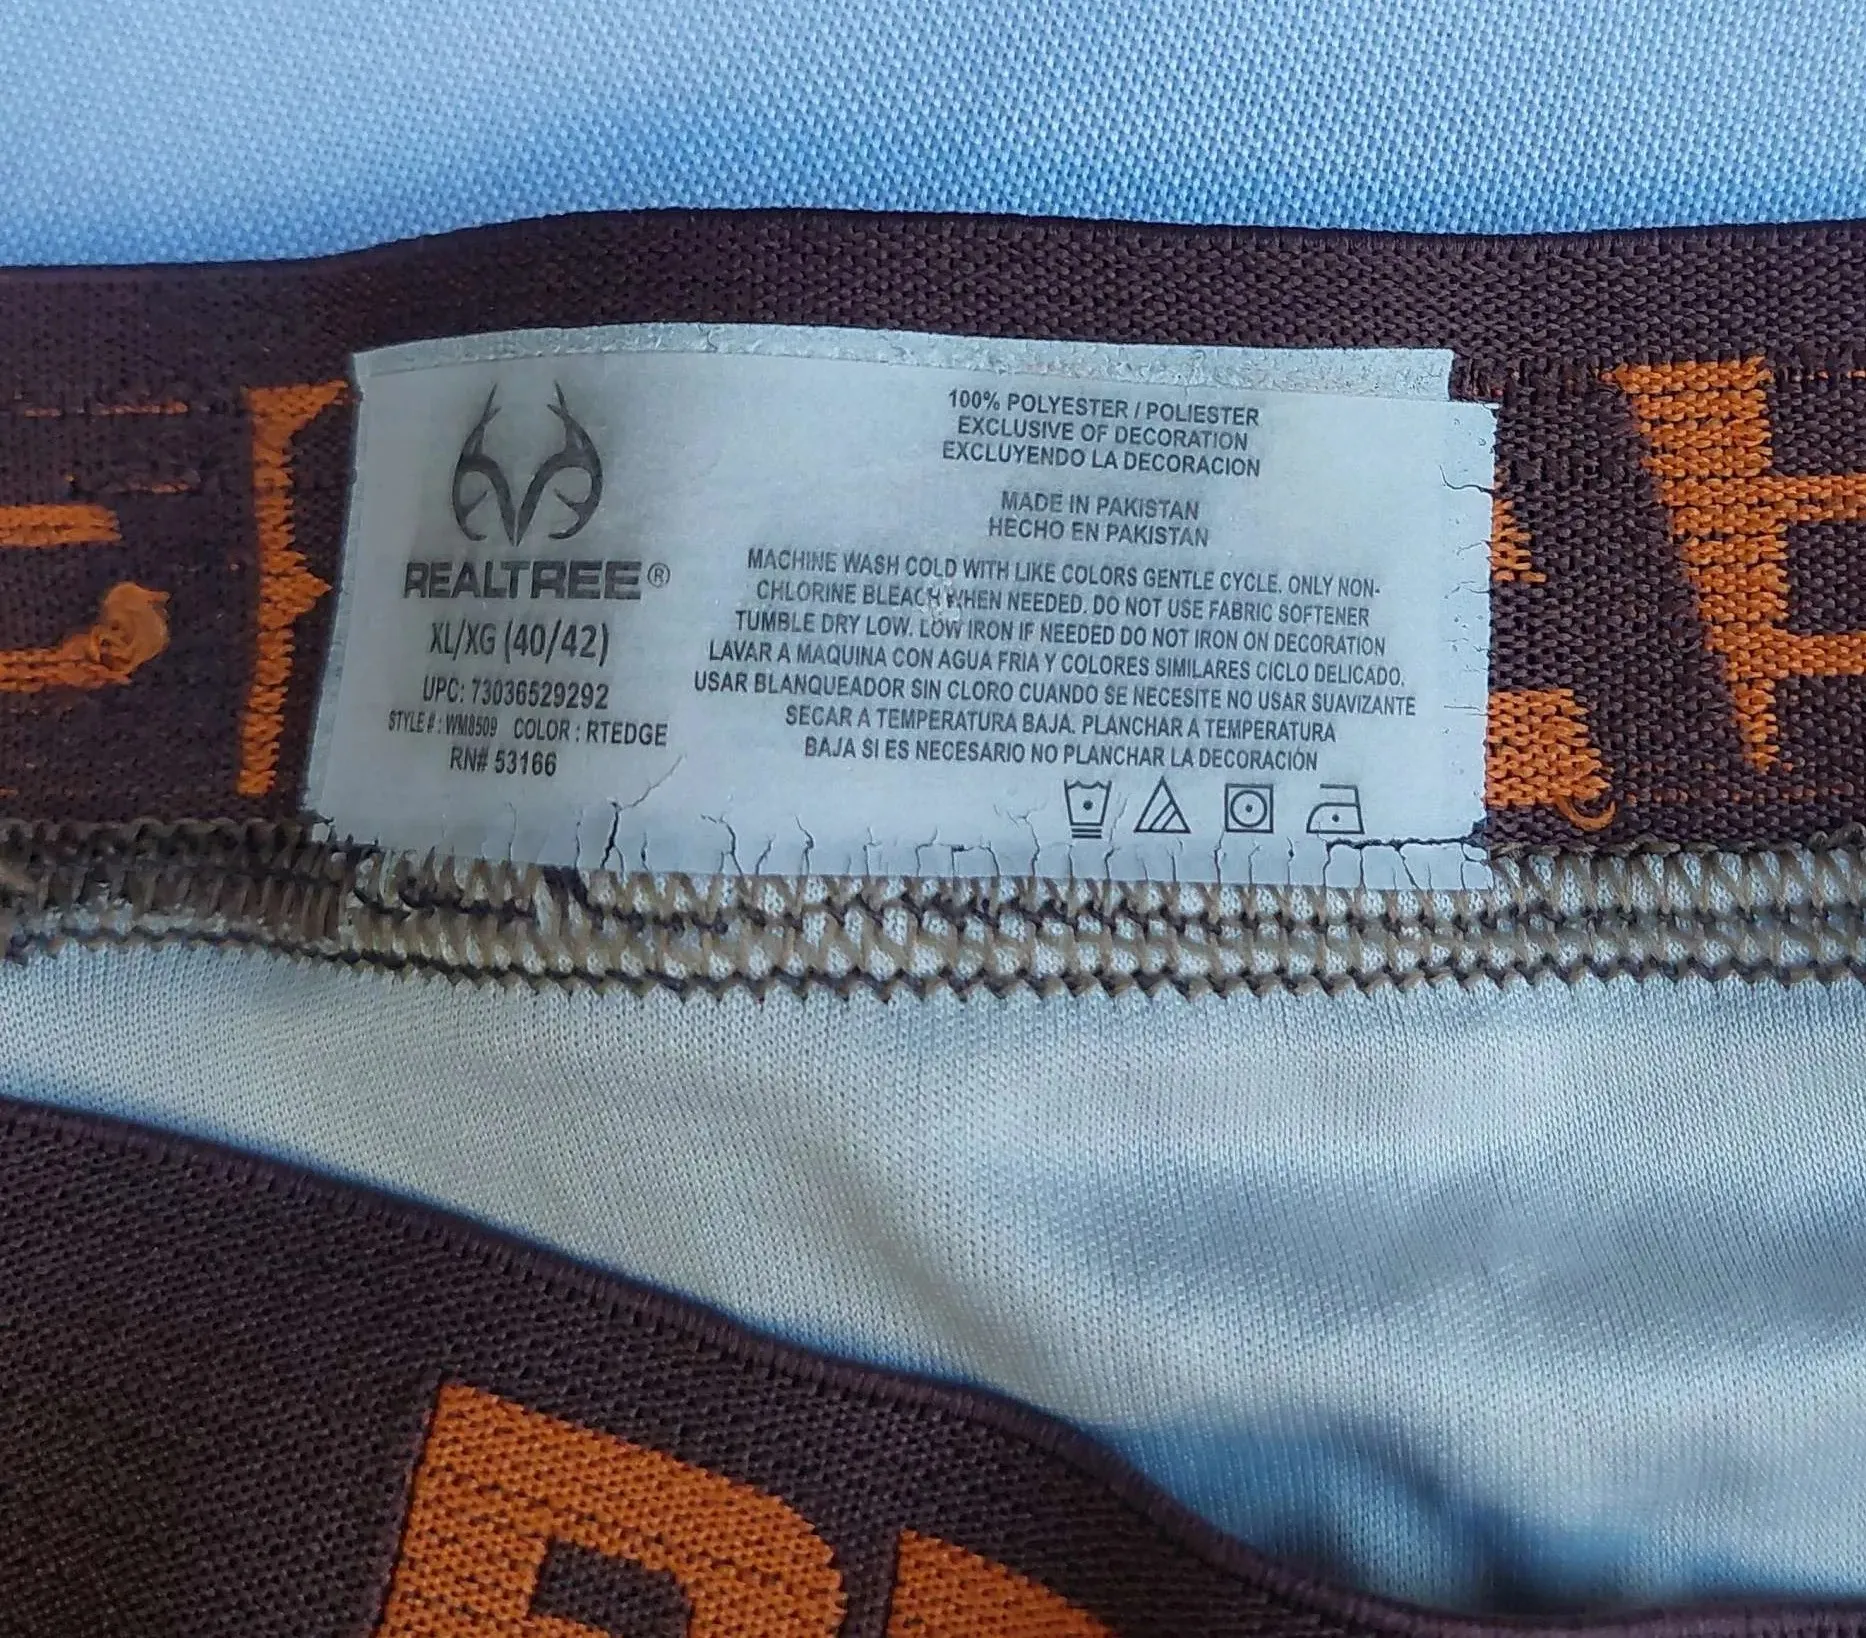 REALTREE®
XL/XG (40/42)
UPC: 73036529292
STYLE # : WM8509 COLOR : RTEDGE
RN# 53166
100% POLYESTER / POLIESTER
EXCLUSIVE OF DECORATION
EXCLUYENDO LA DECORACION
MADE IN PAKISTAN
HECHO EN PAKISTAN
MACHINE WASH COLD WITH LIKE COLORS GENTLE CYCLE. ONLY NON-
CHLORINE BLEACH WHEN NEEDED. DO NOT USE FABRIC SOFTENER
TUMBLE DRY LOW. LOW IRON IF NEEDED DO NOT IRON ON DECORATION
LAVAR A MAQUINA CON AGUA FRIA Y COLORES SIMILARES CICLO DELICADO.
USAR BLANQUEADOR SIN CLORO CUANDO SE NECESITE NO USAR SUAVIZANTE
SECAR A TEMPERATURA BAJA. PLANCHAR A TEMPERATURA
BAJA SI ES NECESARIO NO PLANCHAR LA DECORACIÓN